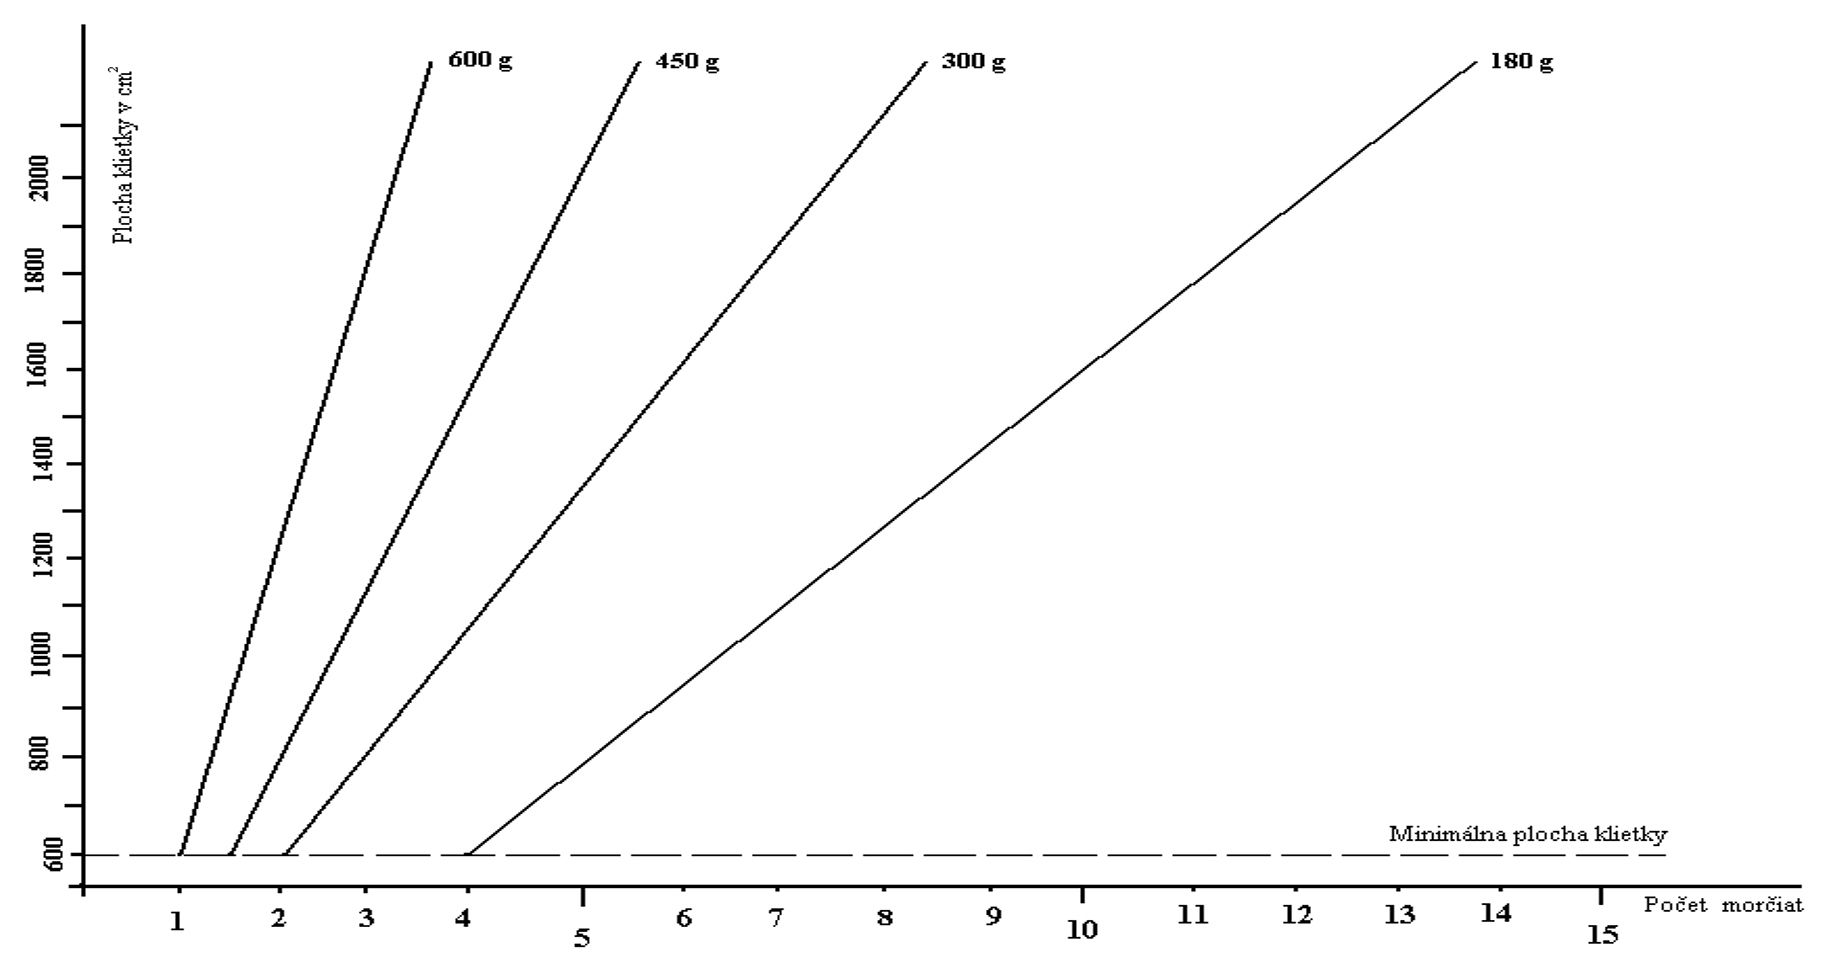 600 g
450 g
300 g
180 g
Plocha klietky v cm²
2000
1800
1600
1400
1200
1000
800
600
Minimálna plocha klietky
1 2 3 4 5 6 7 8 9 10 11 12 13 14 15
Počet morčiat